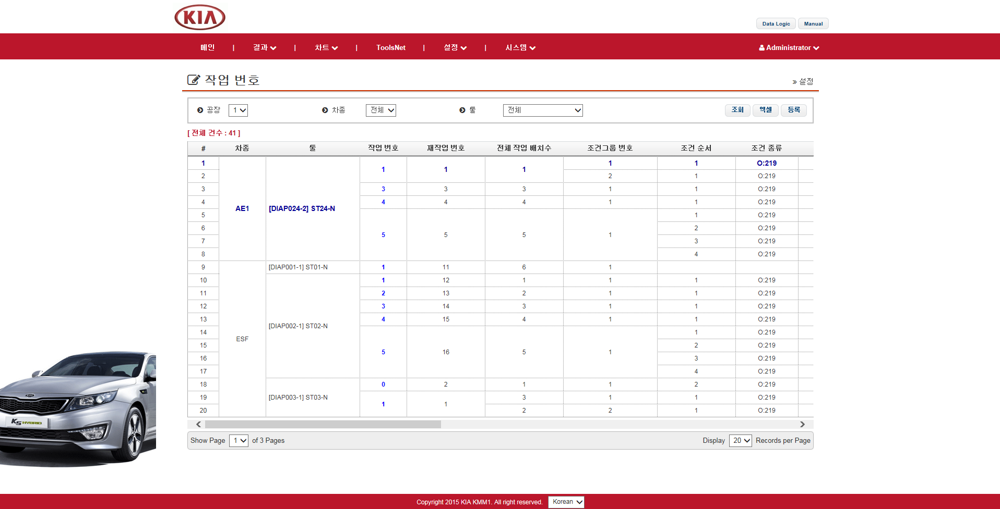 KIA
Data Logic Manual
메인 | 결과 | 차트 | ToolsNet | 설정 | 시스템 Administrator
작업 번호 » 설정
공장 1 차종 전체 툴 전체 조회 엑셀 등록
[ 전체 건수 : 41 ]
# 차종 툴 작업 번호 재작업 번호 전체 작업 배치수 조건그룹 번호 조건 순서 조건 종류
1 AE1 [DIAP024-2] ST24-N 1 1 1 1 1 O:219
2 2 1 O:219
3 3 3 3 1 1 O:219
4 4 4 4 1 1 O:219
5 5 5 5 1 1 O:219
6 2 O:219
7 3 O:219
8 4 O:219
9 ESF [DIAP001-1] ST01-N 1 11 6 1
10 [DIAP002-1] ST02-N 1 12 1 1 1 O:219
11 2 13 2 1 1 O:219
12 3 14 3 1 1 O:219
13 4 15 4 1 1 O:219
14 5 16 5 1 1 O:219
15 2 O:219
16 3 O:219
17 4 O:219
18 [DIAP003-1] ST03-N 0 2 1 1 2 O:219
19 1 1 3 1 1 O:219
20 2 2 1 O:219
K5 HYBRID
Show Page 1 of 3 Pages Display 20 Records per Page
Copyright 2015 KIA KMM1. All right reserved. Korean